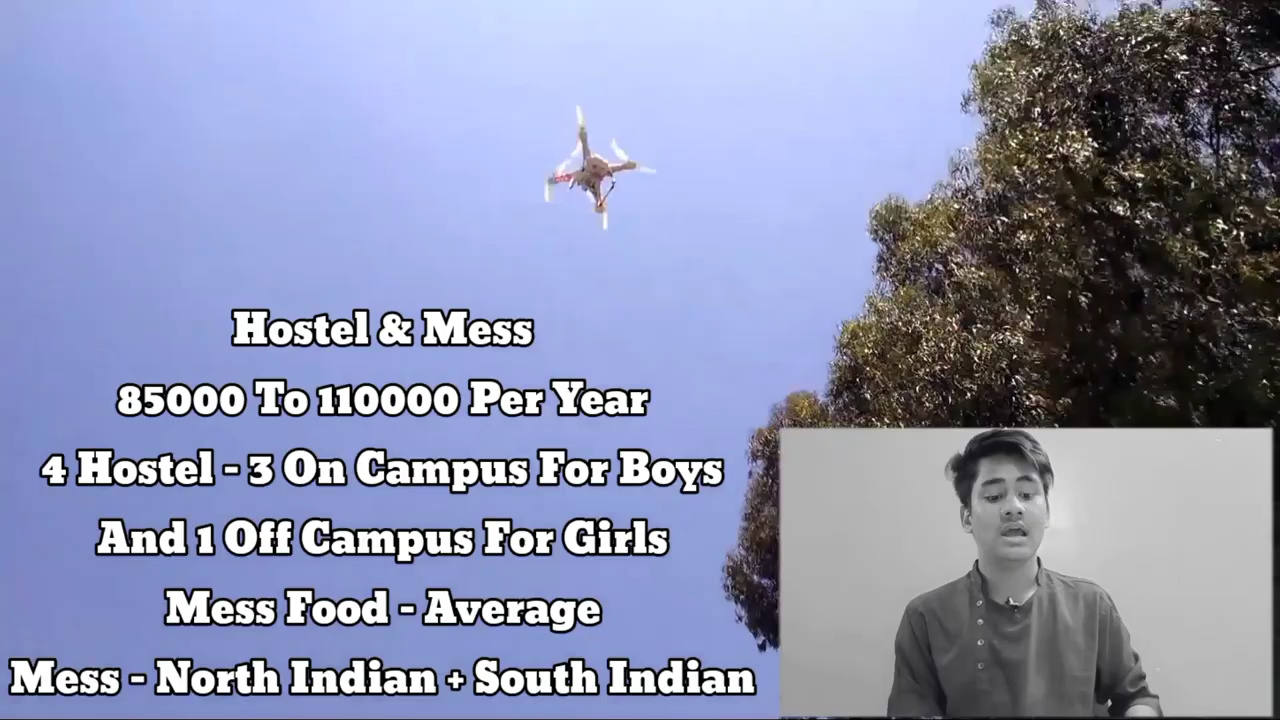 Hostel & Mess
85000 To 110000 Per Year
4 Hostel - 3 On Campus For Boys
And 1 Off Campus For Girls
Mess Food - Average
Mess - North Indian + South Indian